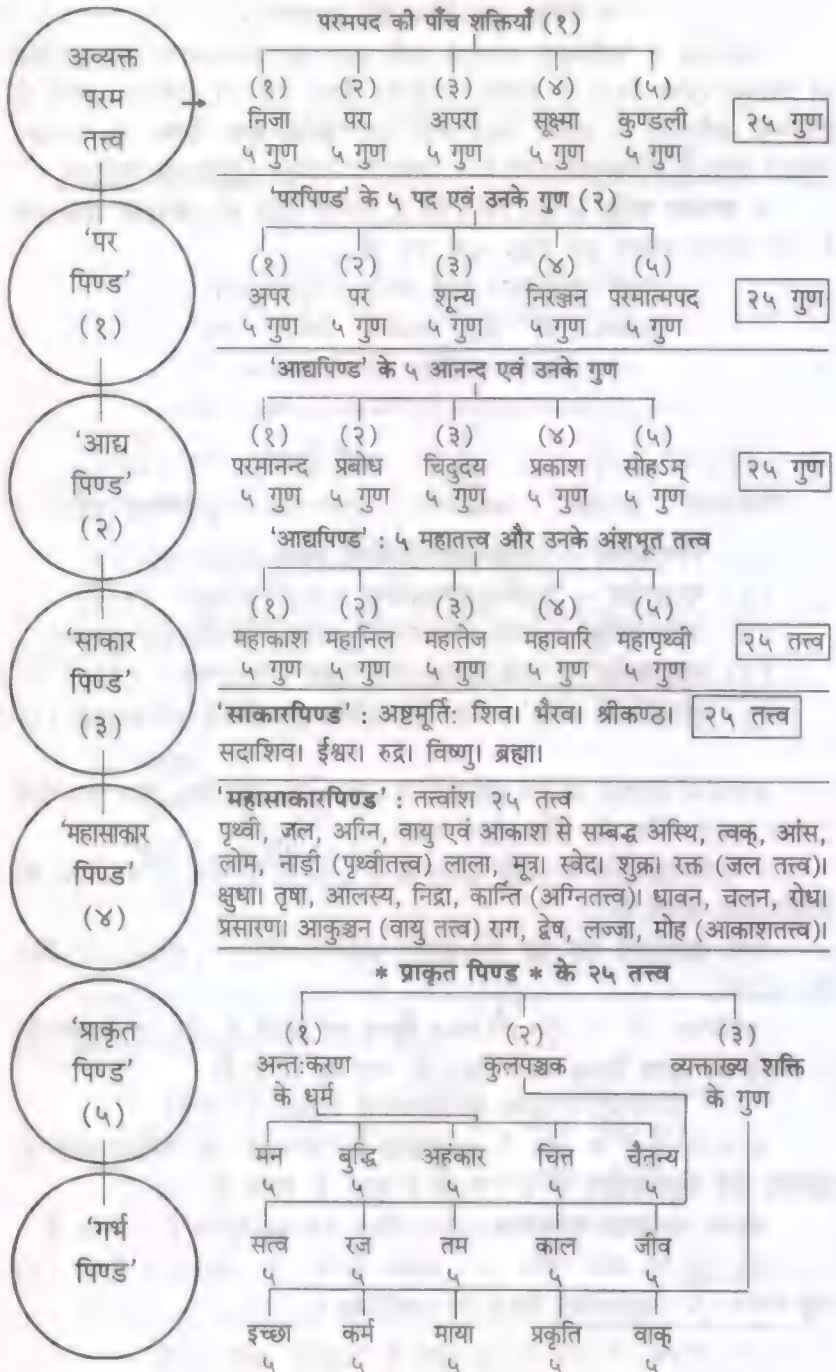 अव्यक्त
परम
तत्त्व
परमपद की पाँच शक्तियाँ (१)
(१) (२) (३) (४) (५)
निजा परा अपरा सूक्ष्मा कुण्डली
५ गुण ५ गुण ५ गुण ५ गुण ५ गुण
२५ गुण
'पर
पिण्ड'
(१)
'परपिण्ड' के ५ पद एवं उनके गुण (२)
(१) (२) (३) (४) (५)
अपर पर शून्य निरञ्जन परमात्मपद
५ गुण ५ गुण ५ गुण ५ गुण ५ गुण
२५ गुण
'आद्य
पिण्ड'
(२)
'आद्यपिण्ड' के ५ आनन्द एवं उनके गुण
(१) (२) (३) (४) (५)
परमानन्द प्रबोध चिदुदय प्रकाश सोहऽम्
५ गुण ५ गुण ५ गुण ५ गुण ५ गुण
२५ गुण
'आद्यपिण्ड' : ५ महातत्त्व और उनके अंशभूत तत्त्व
'साकार
पिण्ड'
(३)
(१) (२) (३) (४) (५)
महाकाश महानिल महातेज महावारि महापृथ्वी
५ गुण ५ गुण ५ गुण ५ गुण ५ गुण
२५ तत्त्व
'साकारपिण्ड' : अष्टमूर्तिः शिव। भैरव। श्रीकण्ठ। २५ तत्त्व
सदाशिव। ईश्वर। रुद्र। विष्णु। ब्रह्मा।
'महासाकार
पिण्ड'
(४)
'महासाकारपिण्ड' : तत्त्वांश २५ तत्त्व
पृथ्वी, जल, अग्नि, वायु एवं आकाश से सम्बद्ध अस्थि, त्वक्, आंस,
लोम, नाड़ी (पृथ्वीतत्त्व) लाला, मूत्र। स्वेद। शुक्र। रक्त (जल तत्त्व)।
क्षुधा। तृषा, आलस्य, निद्रा, कान्ति (अग्नितत्त्व)। धावन, चलन, रोध।
प्रसारण। आकुञ्चन (वायु तत्त्व) राग, द्वेष, लज्जा, मोह (आकाशतत्त्व)।
'प्राकृत
पिण्ड'
(५)
* प्राकृत पिण्ड * के २५ तत्त्व
(१) (२) (३)
अन्तःकरण कुलपञ्चक व्यक्ताख्य शक्ति
के धर्म के गुण
मन बुद्धि अहंकार चित्त चैतन्य
५ ५ ५ ५ ५
'गर्भ
पिण्ड'
सत्व रज तम काल जीव
५ ५ ५ ५ ५
इच्छा कर्म माया प्रकृति वाक्
५ ५ ५ ५ ५